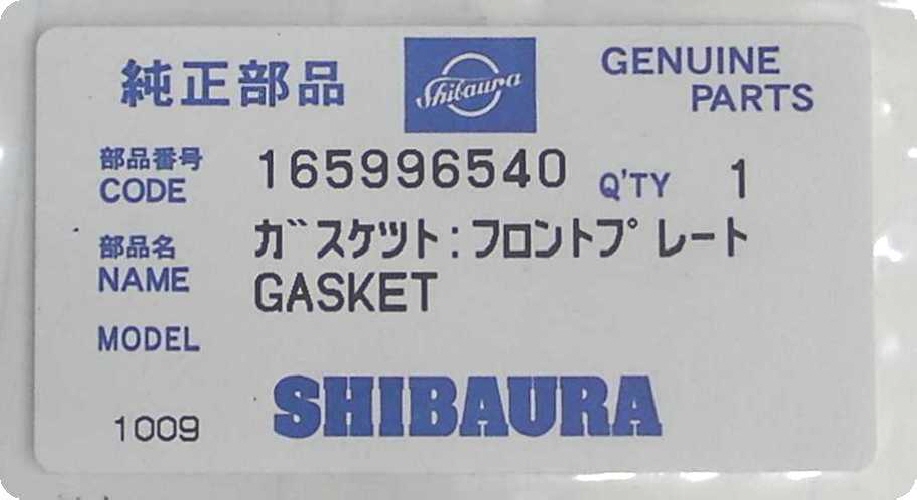 純正部品 Shibaura GENUINE PARTS
部品番号 CODE 165996540 Q'TY 1
部品名 NAME ガスケツト:フロントプレート
GASKET
MODEL
1009 SHIBAURA